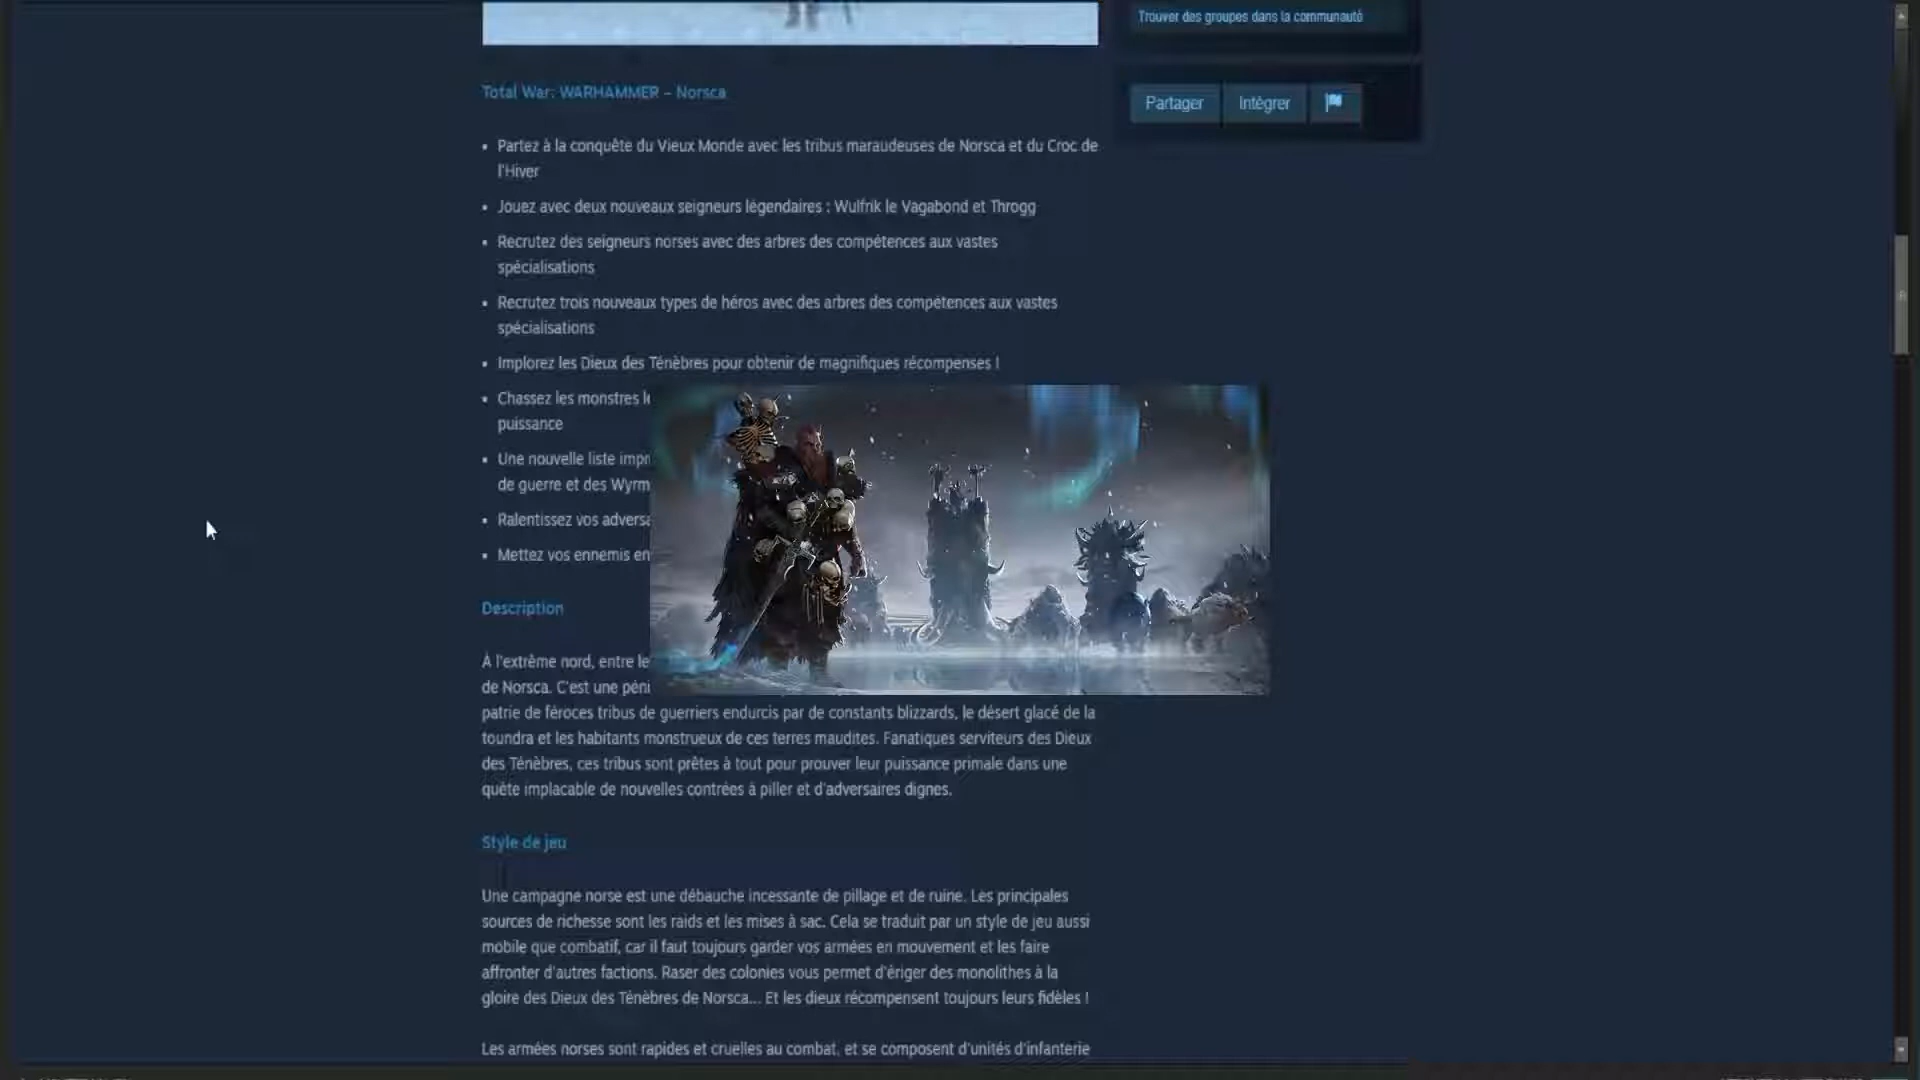 Trouver des groupes dans la communauté
Partager
Intégrer
Total War: WARHAMMER – Norsca
• Partez à la conquête du Vieux Monde avec les tribus maraudeuses de Norsca et du Croc de
l'Hiver
• Jouez avec deux nouveaux seigneurs légendaires : Wulfrik le Vagabond et Throgg
• Recrutez des seigneurs norses avec des arbres des compétences aux vastes
spécialisations
• Recrutez trois nouveaux types de héros avec des arbres des compétences aux vastes
spécialisations
• Implorez les Dieux des Ténèbres pour obtenir de magnifiques récompenses !
• Chassez les monstres
puissance
• Une nouvelle liste
de guerre et des
• Ralentissez vos
• Mettez vos ennemis en
Description
À l'extrême nord, entre
de Norsca. C'est une
patrie de féroces tribus de guerriers endurcis par de constants blizzards, le désert glacé de la
toundra et les habitants monstrueux de ces terres maudites. Fanatiques serviteurs des Dieux
des Ténèbres, ces tribus sont prêtes à tout pour prouver leur puissance primale dans une
quête implacable de nouvelles contrées à piller et d'adversaires dignes.
Style de jeu
Une campagne norse est une débauche incessante de pillage et de ruine. Les principales
sources de richesse sont les raids et les mises à sac. Cela se traduit par un style de jeu aussi
mobile que combatif, car il faut toujours garder vos armées en mouvement et les faire
affronter d'autres factions. Raser des colonies vous permet d'ériger des monolithes à la
gloire des Dieux des Ténèbres de Norsca... Et les dieux récompensent toujours leurs fidèles !
Les armées norses sont rapides et cruelles au combat, et se composent d'unités d'infanterie